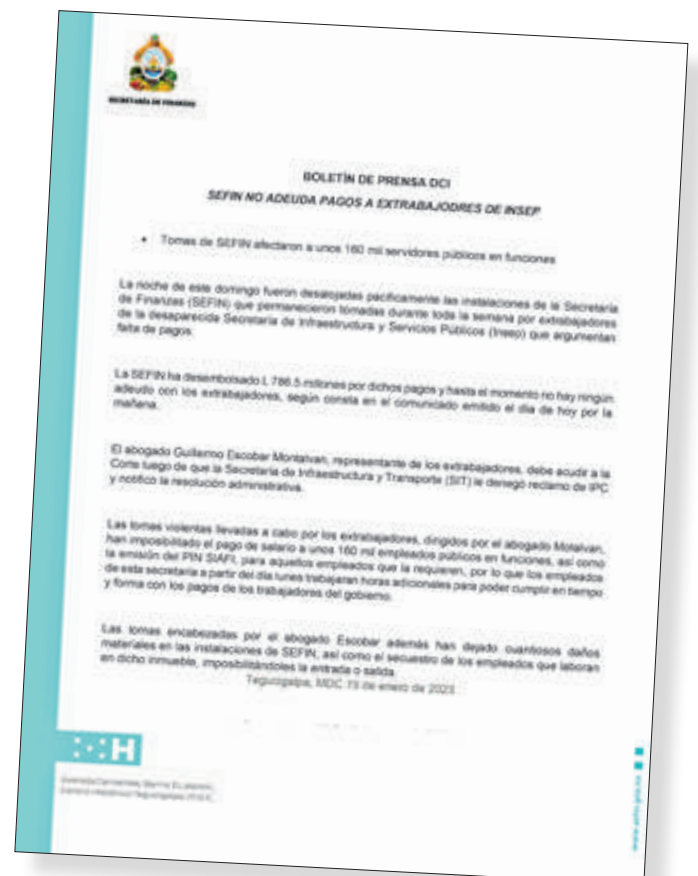 SECRETARÍA DE FINANZAS
BOLETÍN DE PRENSA DCI
SEFIN NO ADEUDA PAGOS A EXTRABAJODRES DE INSEP
• Tomas de SEFIN afectaron a unos 160 mil servidores públicos en funciones
La noche de este domingo fueron desalojadas pacíficamente las instalaciones de la Secretaría
de Finanzas (SEFIN) que permanecieron tomadas durante toda la semana por extrabajadores
de la desaparecida Secretaría de Infraestructura y Servicios Públicos (Insep) que argumentan
falta de pagos.
La SEFIN ha desembolsado L 786.5 millones por dichos pagos y hasta el momento no hay ningún
adeudo con los extrabajadores, según consta en el comunicado emitido el día de hoy por la
mañana.
El abogado Guillermo Escobar Montalvan, representante de los extrabajadores, debe acudir a la
Corte luego de que la Secretaría de Infraestructura y Transporte (SIT) le denegó reclamo de IPC
y notificó la resolución administrativa.
Las tomas violentas llevadas a cabo por los extrabajadores, dirigidos por el abogado Motalvan,
han imposibilitado el pago de salario a unos 160 mil empleados públicos en funciones, así como
la emisión del PIN SIAFI, para aquellos empleados que la requieren, por lo que los empleados
de esta secretaría a partir del día lunes trabajaran horas adicionales para poder cumplir en tiempo
y forma con los pagos de los trabajadores del gobierno.
Las tomas encabezadas por el abogado Escobar además han dejado cuantiosos daños
materiales en las instalaciones de SEFIN, así como el secuestro de los empleados que laboran
en dicho inmueble, imposibilitándoles la entrada o salida.
Tegucigalpa, MDC de enero de 2023
H